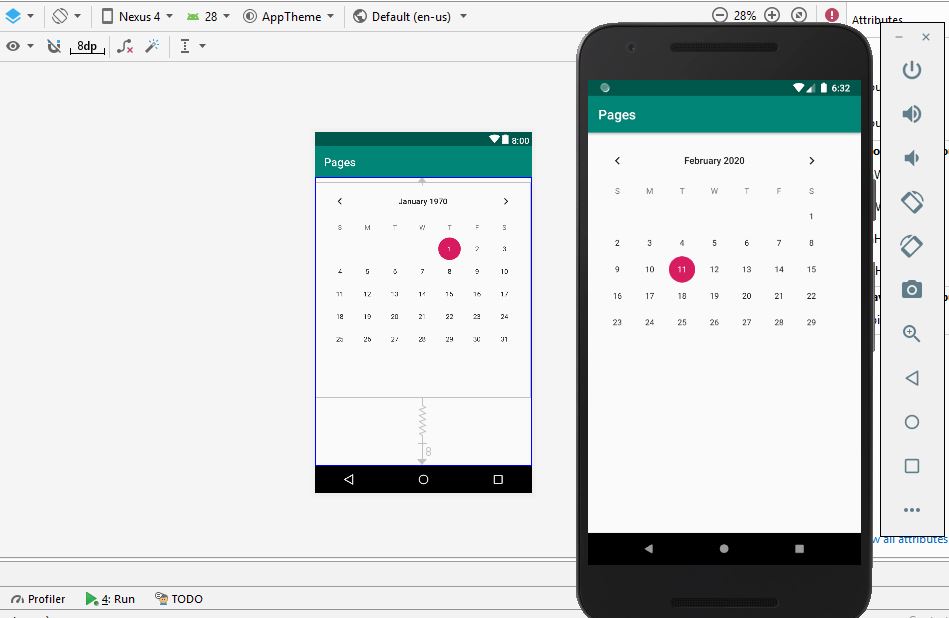 Nexus 4 28 AppTheme Default (en-us) 28% Attributes
8dp
8:00
Pages
January 1970
S M T W T F S
1 2 3
4 5 6 7 8 9 10
11 12 13 14 15 16 17
18 19 20 21 22 23 24
25 26 27 28 29 30 31
8
6:32
Pages
February 2020
S M T W T F S
1
2 3 4 5 6 7 8
9 10 11 12 13 14 15
16 17 18 19 20 21 22
23 24 25 26 27 28 29
w all attributes
Profiler 4: Run TODO